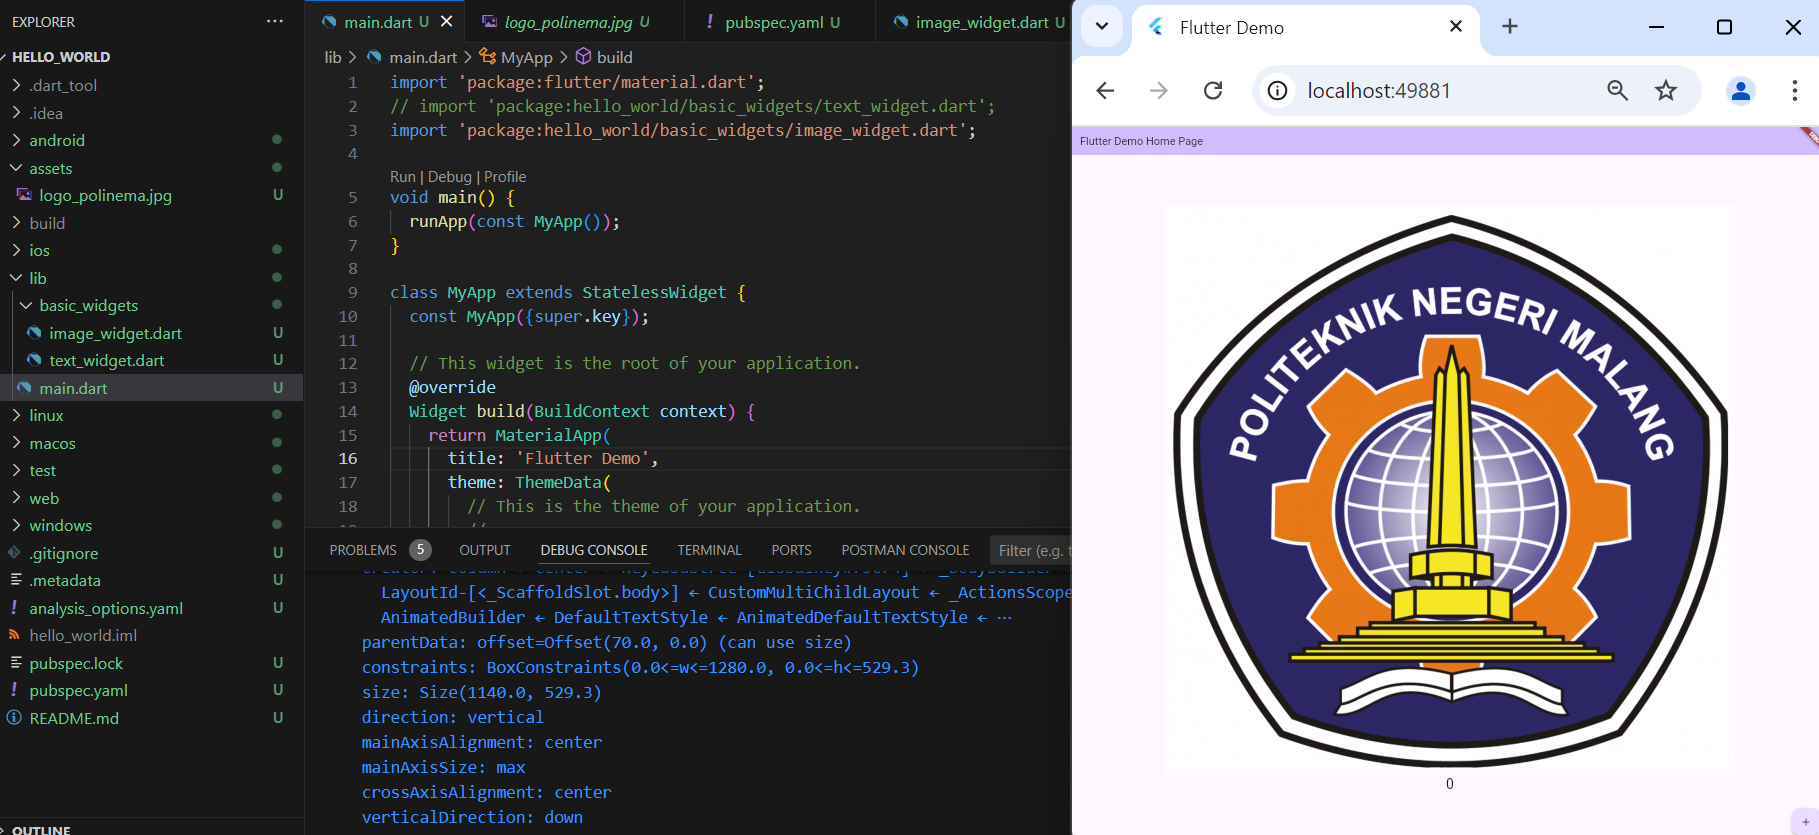 EXPLORER
HELLO_WORLD
.dart_tool
.idea
android
assets
logo_polinema.jpg U
build
ios
lib
basic_widgets
image_widget.dart U
text_widget.dart U
main.dart U
linux
macos
test
web
windows
.gitignore U
.metadata U
analysis_options.yaml U
hello_world.iml
pubspec.lock U
pubspec.yaml U
README.md U
OUTLINE
main.dart U
logo_polinema.jpg U
pubspec.yaml U
image_widget.dart U
lib > main.dart > MyApp > build
1 import 'package:flutter/material.dart';
2 // import 'package:hello_world/basic_widgets/text_widget.dart';
3 import 'package:hello_world/basic_widgets/image_widget.dart';
4
Run | Debug | Profile
5 void main() {
6 runApp(const MyApp());
7 }
8
9 class MyApp extends StatelessWidget {
10 const MyApp({super.key});
11
12 // This widget is the root of your application.
13 @override
14 Widget build(BuildContext context) {
15 return MaterialApp(
16 title: 'Flutter Demo',
17 theme: ThemeData(
18 // This is the theme of your application.
PROBLEMS 5 OUTPUT DEBUG CONSOLE TERMINAL PORTS POSTMAN CONSOLE Filter (e.g. t
LayoutId-[<_ScaffoldSlot.body>] ← CustomMultiChildLayout ← _ActionsScope
AnimatedBuilder ← DefaultTextStyle ← AnimatedDefaultTextStyle ← ⋯
parentData: offset=Offset(70.0, 0.0) (can use size)
constraints: BoxConstraints(0.0<=w<=1280.0, 0.0<=h<=529.3)
size: Size(1140.0, 529.3)
direction: vertical
mainAxisAlignment: center
mainAxisSize: max
crossAxisAlignment: center
verticalDirection: down
Flutter Demo
localhost:49881
Flutter Demo Home Page
POLITEKNIK NEGERI MALANG
0